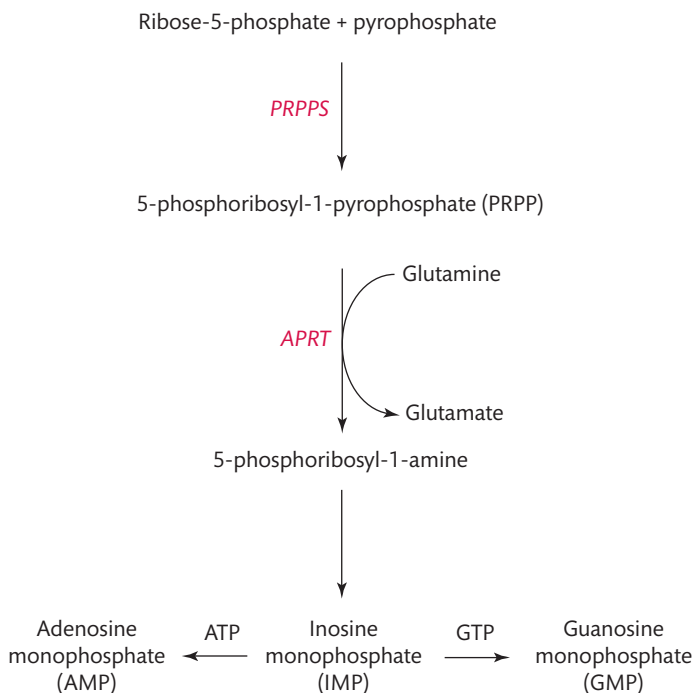 Ribose-5-phosphate + pyrophosphate
PRPPS
5-phosphoribosyl-1-pyrophosphate (PRPP)
Glutamine
APRT
Glutamate
5-phosphoribosyl-1-amine
Adenosine
monophosphate
(AMP)
ATP
Inosine
monophosphate
(IMP)
GTP
Guanosine
monophosphate
(GMP)